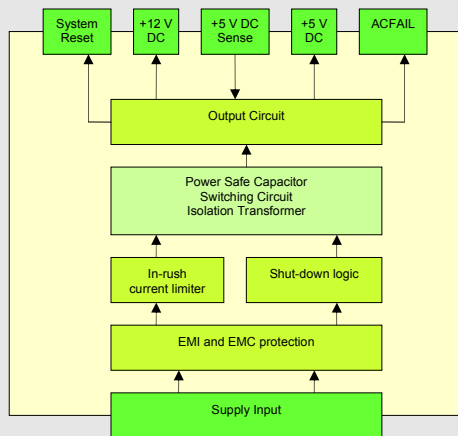 System
Reset
+12 V
DC
+5 V DC
Sense
+5 V
DC
ACFAIL
Output Circuit
Power Safe Capacitor
Switching Circuit
Isolation Transformer
In-rush
current limiter
Shut-down logic
EMI and EMC protection
Supply Input